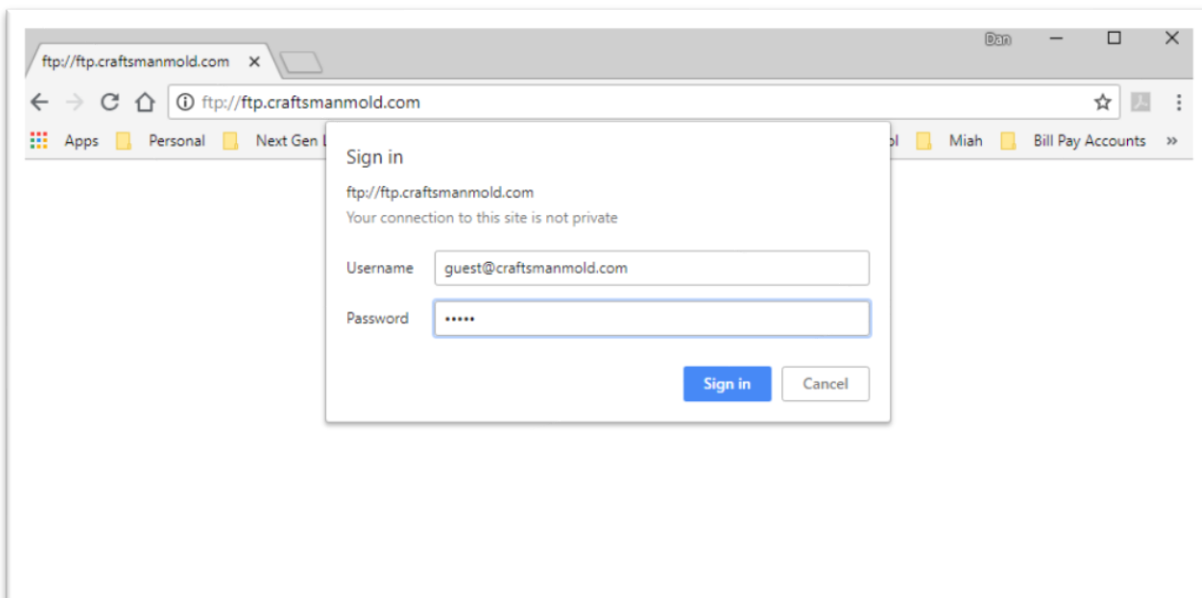 Dan
ftp://ftp.craftsmanmold.com
ftp://ftp.craftsmanmold.com
Apps Personal Next Gen Miah Bill Pay Accounts »
Sign in
ftp://ftp.craftsmanmold.com
Your connection to this site is not private
Username guest@craftsmanmold.com
Password •••••
Sign in Cancel